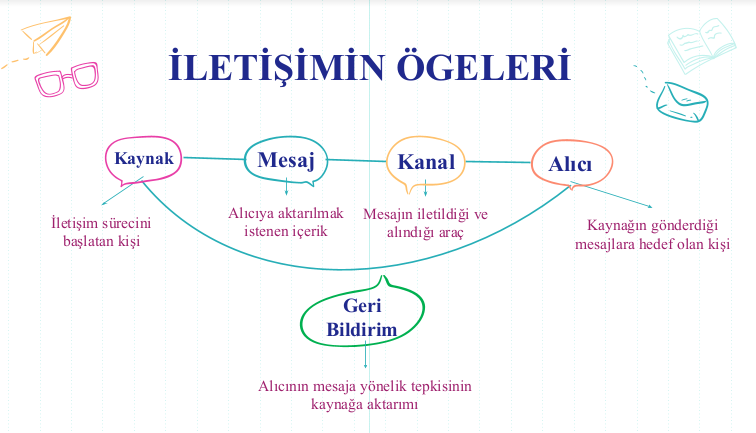 İLETİŞİMİN ÖGELERİ
Kaynak
Mesaj
Kanal
Alıcı
İletişim sürecini
başlatan kişi
Alıcıya aktarılmak
istenen içerik
Mesajın iletildiği ve
alındığı araç
Kaynağın gönderdiği
mesajlara hedef olan kişi
Geri
Bildirim
Alıcının mesaja yönelik tepkisinin
kaynağa aktarımı